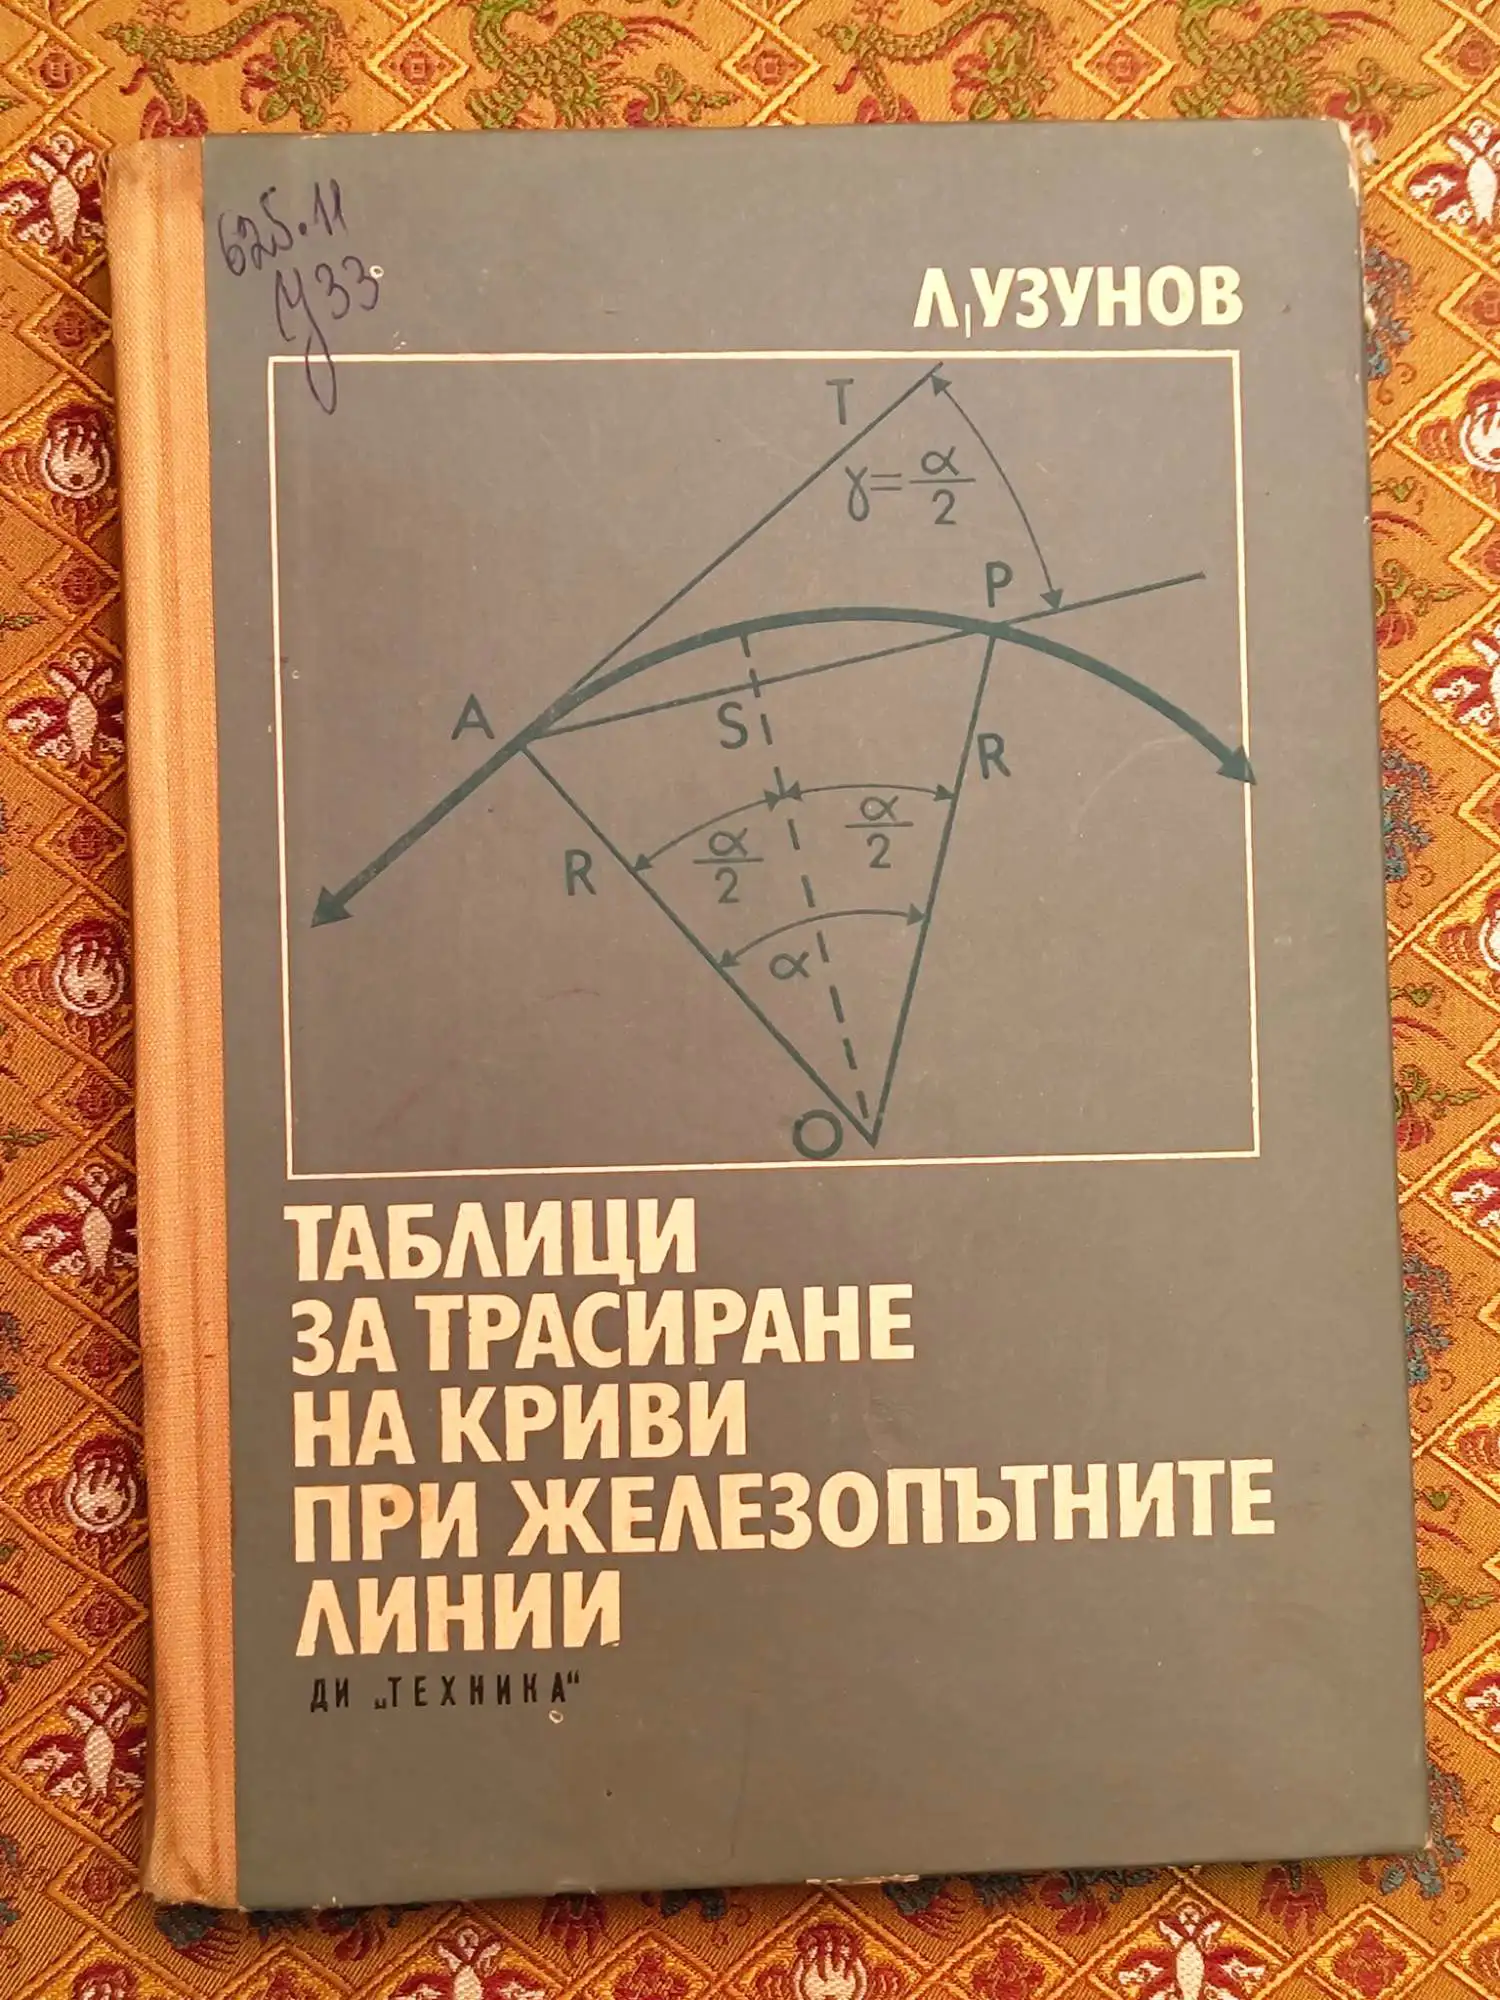 625.11
У33
Л. УЗУНОВ
T
γ = α/2
P
A
S
R
R
α/2
α/2
α
O
ТАБЛИЦИ
ЗА ТРАСИРАНЕ
НА КРИВИ
ПРИ ЖЕЛЕЗОПЪТНИТЕ
ЛИНИИ
ДИ „ТЕХНИКА“